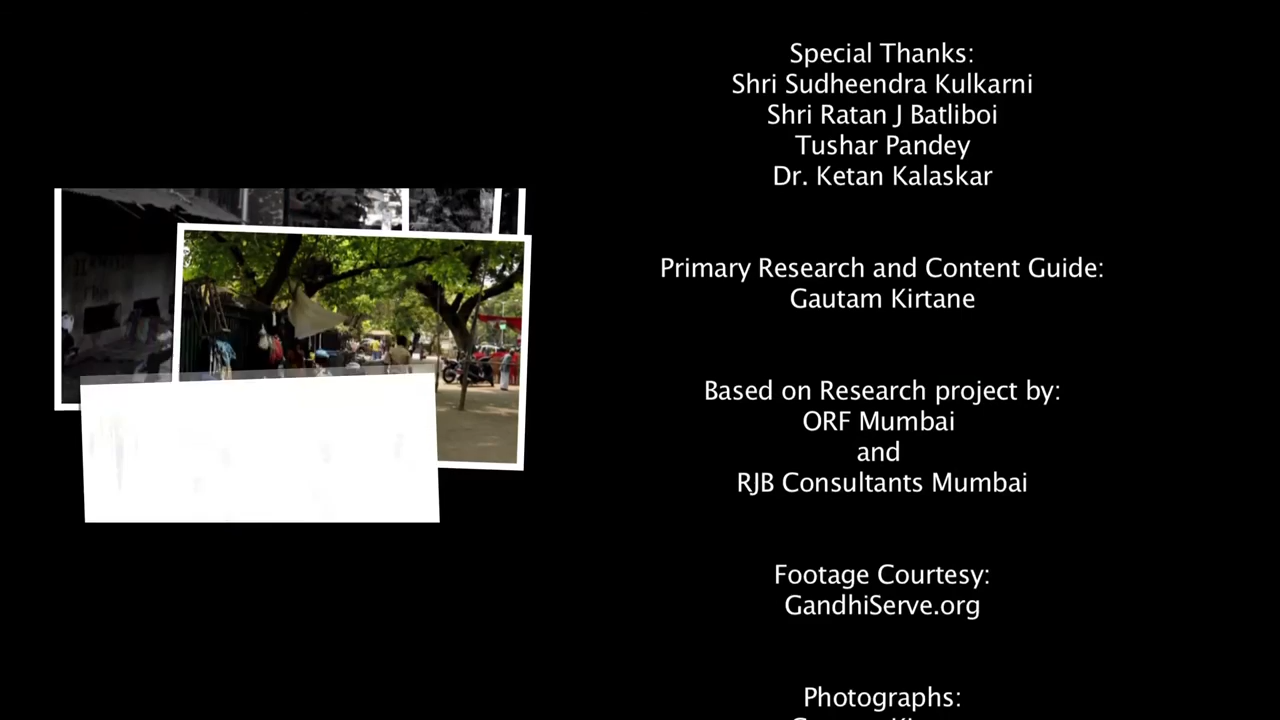 Special Thanks:
Shri Sudheendra Kulkarni
Shri Ratan J Batliboi
Tushar Pandey
Dr. Ketan Kalaskar
Primary Research and Content Guide:
Gautam Kirtane
Based on Research project by:
ORF Mumbai
and
RJB Consultants Mumbai
Footage Courtesy:
GandhiServe.org
Photographs: